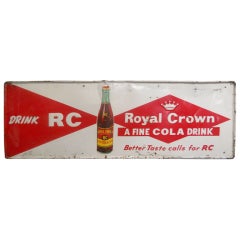 DRINK RC
Royal Crown
A FINE COLA DRINK
Better Taste calls for RC